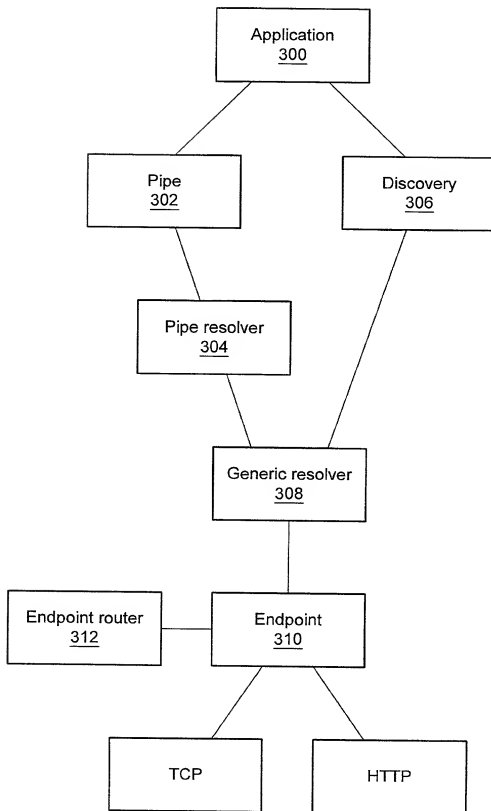 Application
300
Pipe
302
Discovery
306
Pipe resolver
304
Generic resolver
308
Endpoint router
312
Endpoint
310
TCP
HTTP